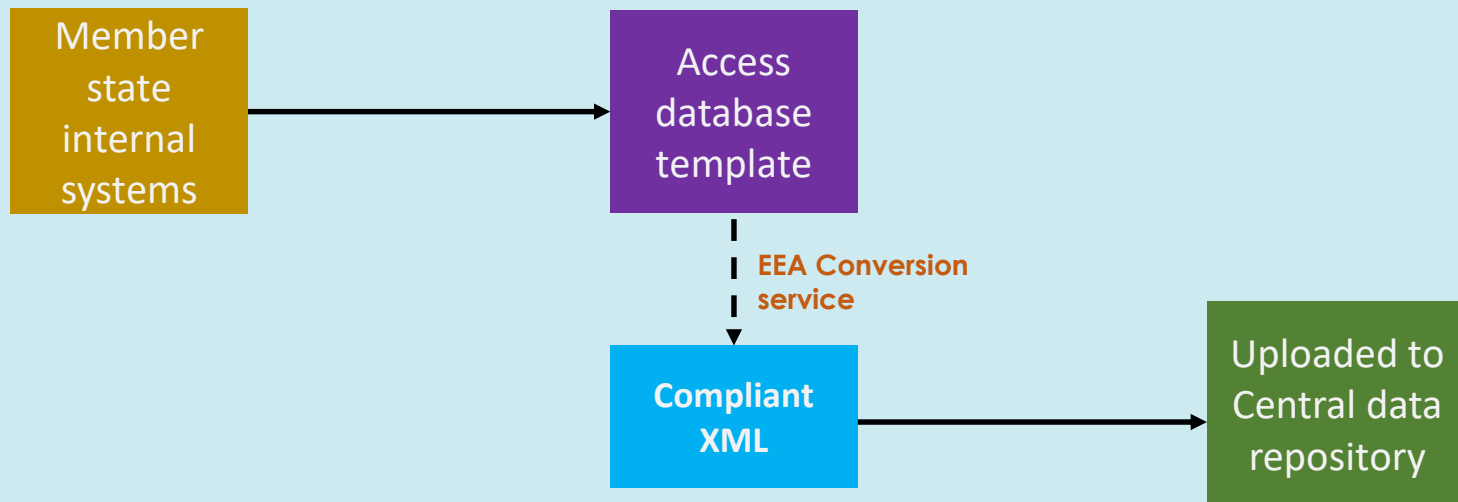 Member
state
internal
systems
Access
database
template
EEA Conversion
service
Compliant
XML
Uploaded to
Central data
repository